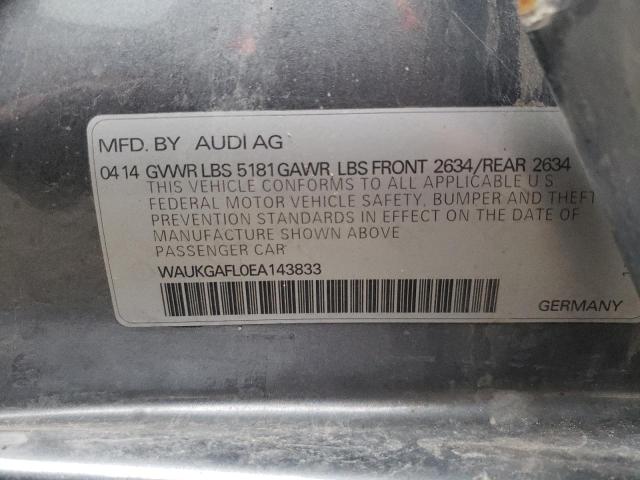 MFD. BY AUDI AG
04 14 GVWR LBS 5181 GAWR LBS FRONT 2634/REAR 2634
THIS VEHICLE CONFORMS TO ALL APPLICABLE U S
FEDERAL MOTOR VEHICLE SAFETY, BUMPER AND THEFT
PREVENTION STANDARDS IN EFFECT ON THE DATE OF
MANUFACTURE SHOWN ABOVE
PASSENGER CAR
WAUKGAFL0EA143833
GERMANY